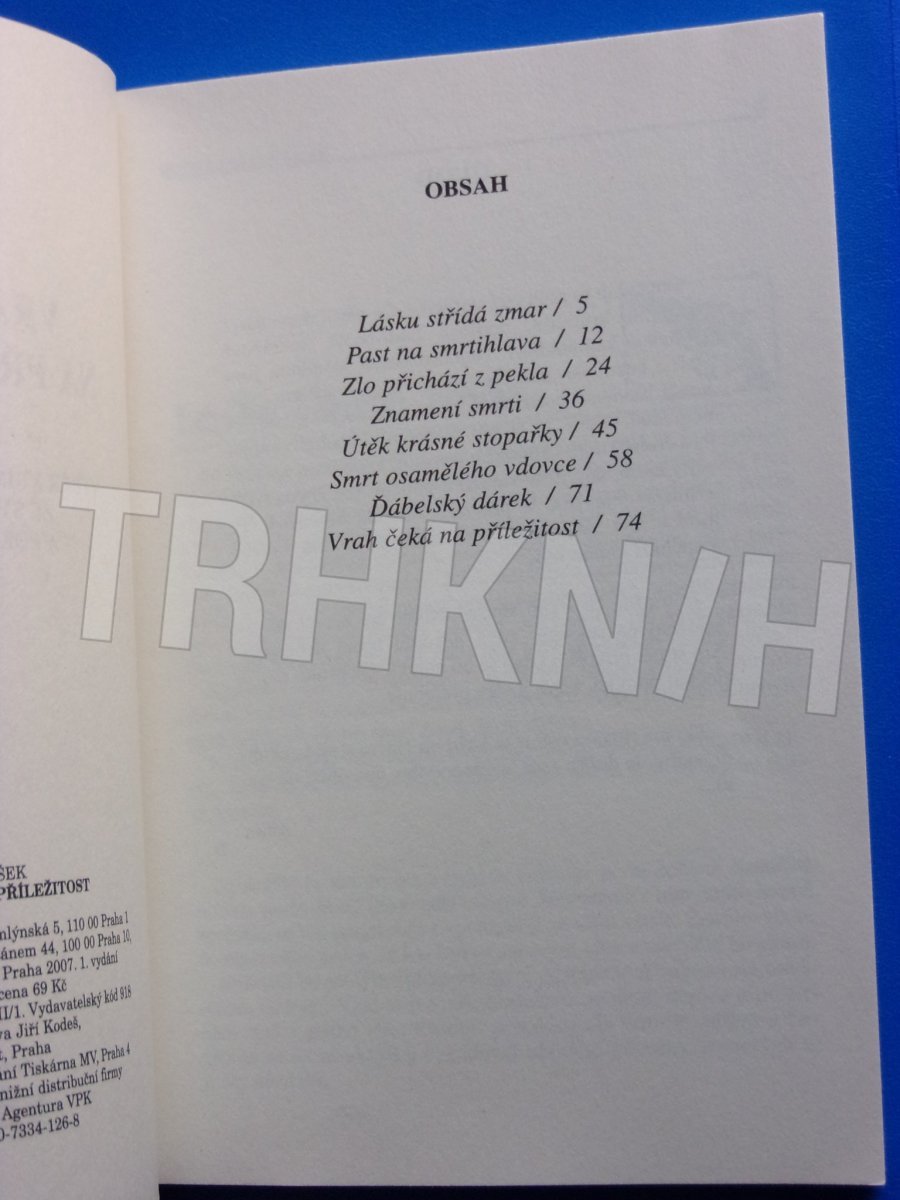 OBSAH
Lásku střídá zmar / 5
Past na smrtihlava / 12
Zlo přichází z pekla / 24
Znamení smrti / 36
Útěk krásné stopařky / 45
Smrt osamělého vdovce / 58
Ďábelský dárek / 71
Vrah čeká na příležitost / 74
TRHKN/H
ŠEK
PŘÍLEŽITOST
mlýnská 5, 110 00 Praha 1
ánem 44, 100 00 Praha 10,
Praha 2007. 1. vydání
cena 69 Kč
II/1. Vydavatelský kód 918
va Jiří Kodeš,
t, Praha
ání Tiskárna MV, Praha 4
nižní distribuční firmy
Agentura VPK
0-7334-126-8